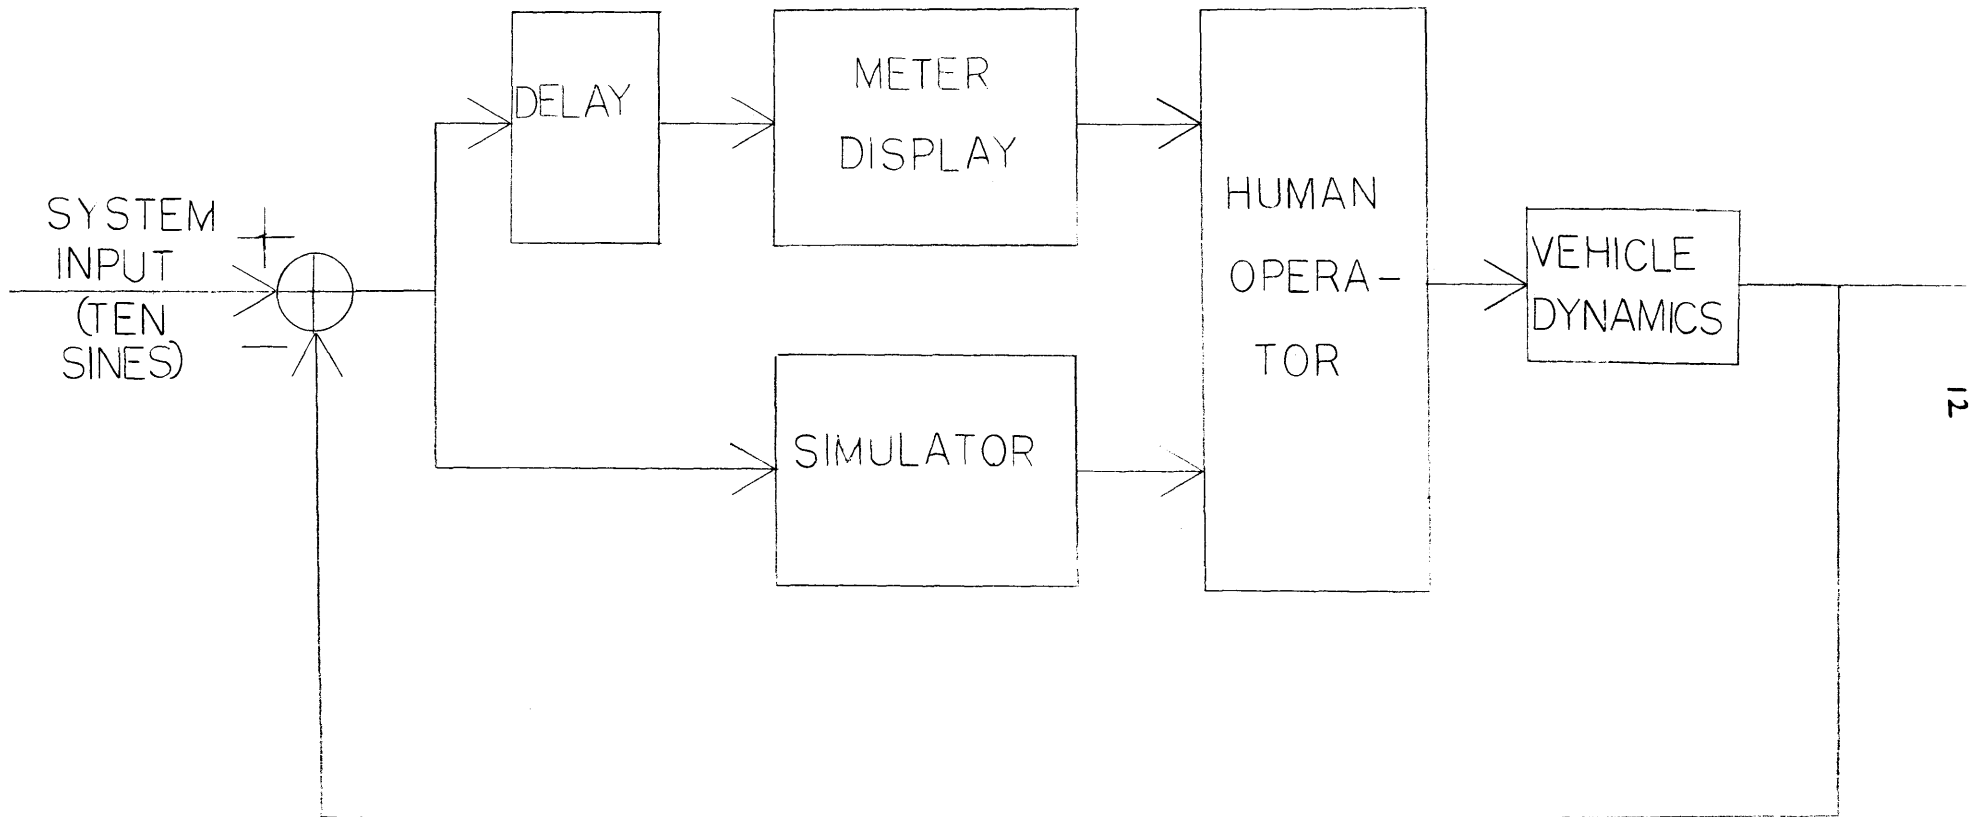 SYSTEM
INPUT
(TEN
SINES)
+
−
DELAY
METER
DISPLAY
SIMULATOR
HUMAN
OPERA-
TOR
VEHICLE
DYNAMICS
12